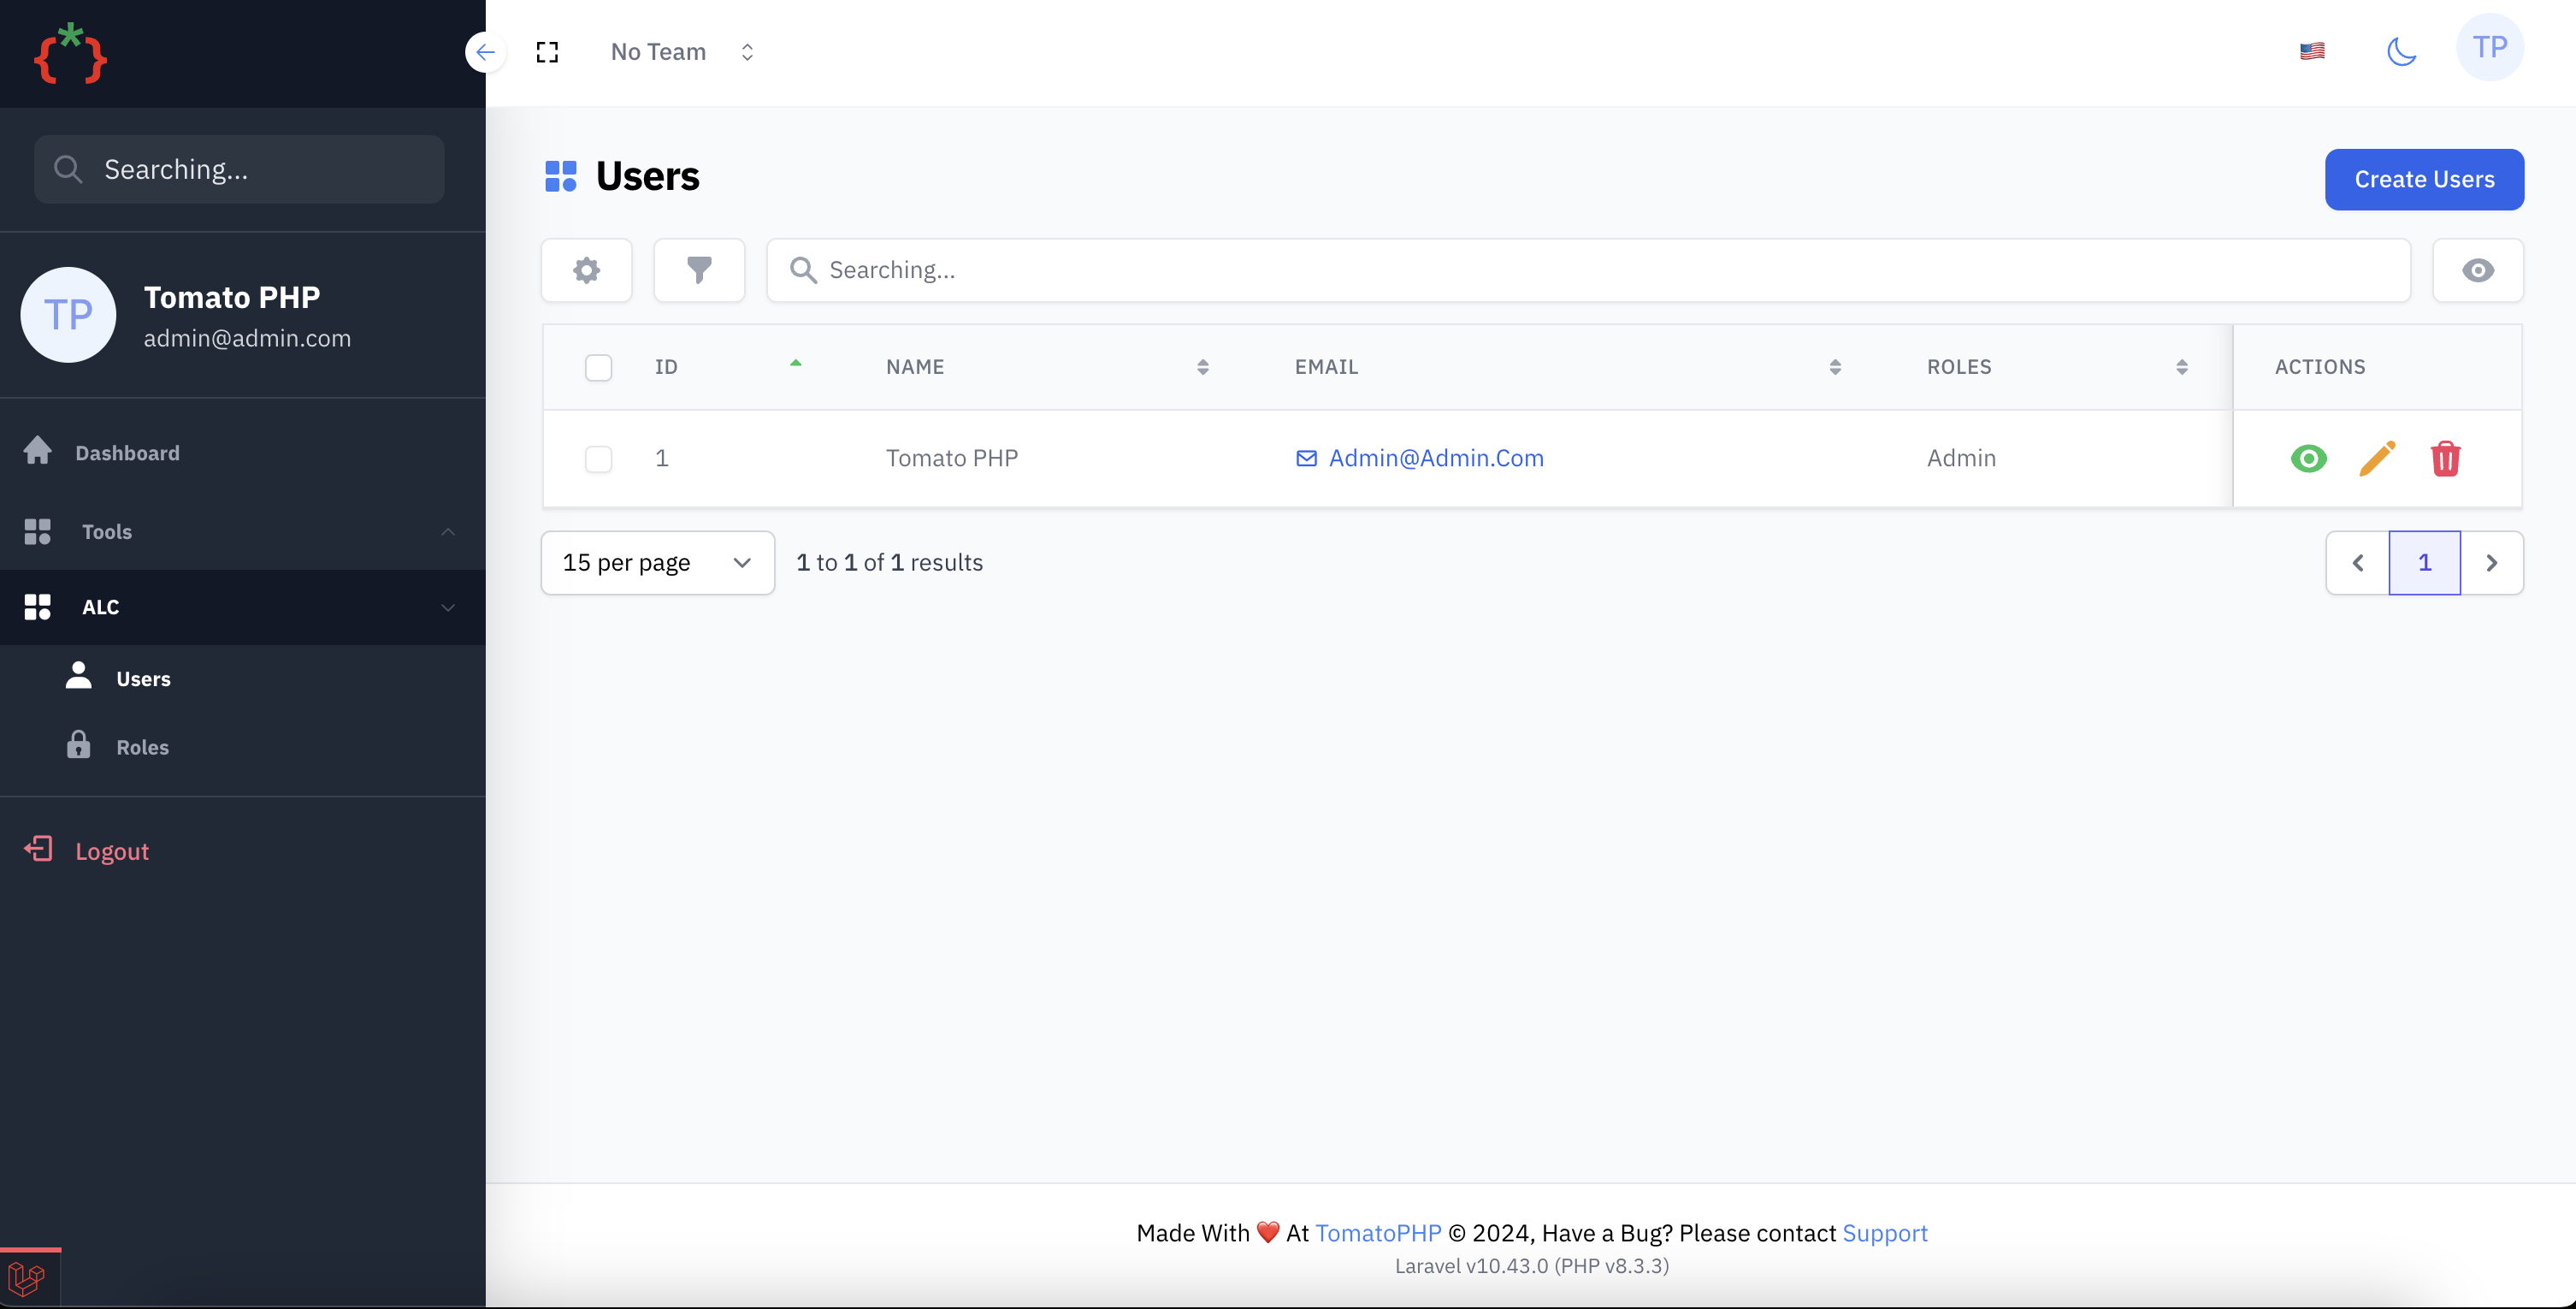 {*}
Searching...
TP
Tomato PHP
admin@admin.com
Dashboard
Tools
ALC
Users
Roles
Logout
No Team
TP
Users
Create Users
Searching...
ID NAME EMAIL ROLES ACTIONS
1 Tomato PHP Admin@Admin.Com Admin
15 per page 1 to 1 of 1 results 1
Made With ❤️ At TomatoPHP © 2024, Have a Bug? Please contact Support
Laravel v10.43.0 (PHP v8.3.3)